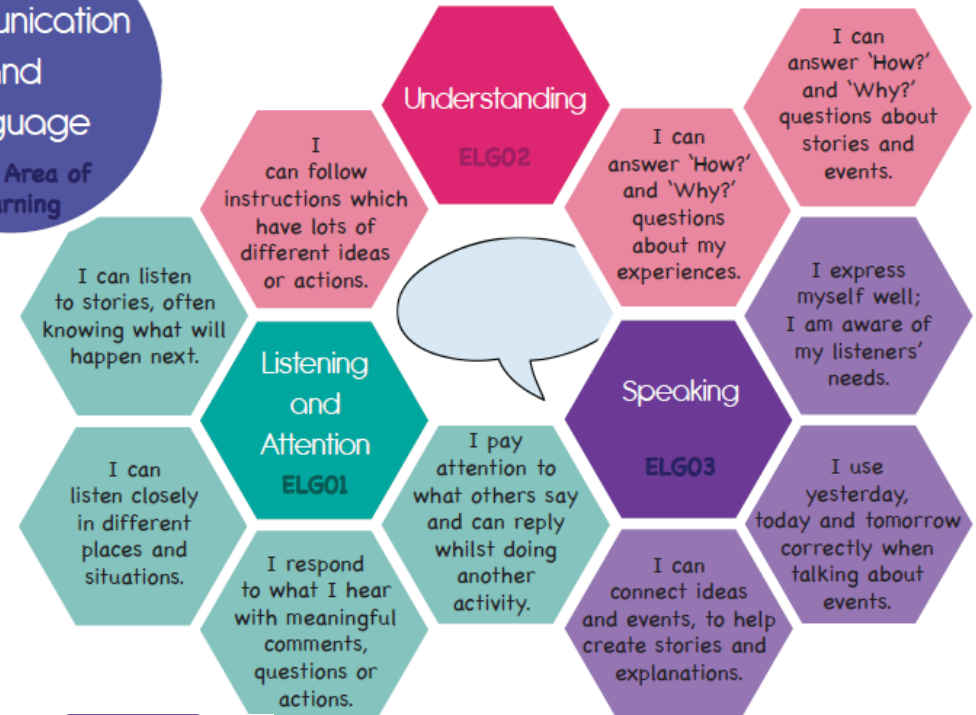 unication
and
guage
Area of
rning
Understanding
ELG02
I can
answer ‘How?’
and ‘Why?’
questions about
stories and
events.
I
can follow
instructions which
have lots of
different ideas
or actions.
I can
answer ‘How?’
and ‘Why?’
questions
about my
experiences.
I can listen
to stories, often
knowing what will
happen next.
Listening
and
Attention
ELG01
Speaking
ELG03
I express
myself well;
I am aware of
my listeners’
needs.
I can
listen closely
in different
places and
situations.
I pay
attention to
what others say
and can reply
whilst doing
another
activity.
I use
yesterday,
today and tomorrow
correctly when
talking about
events.
I respond
to what I hear
with meaningful
comments,
questions or
actions.
I can
connect ideas
and events, to help
create stories and
explanations.